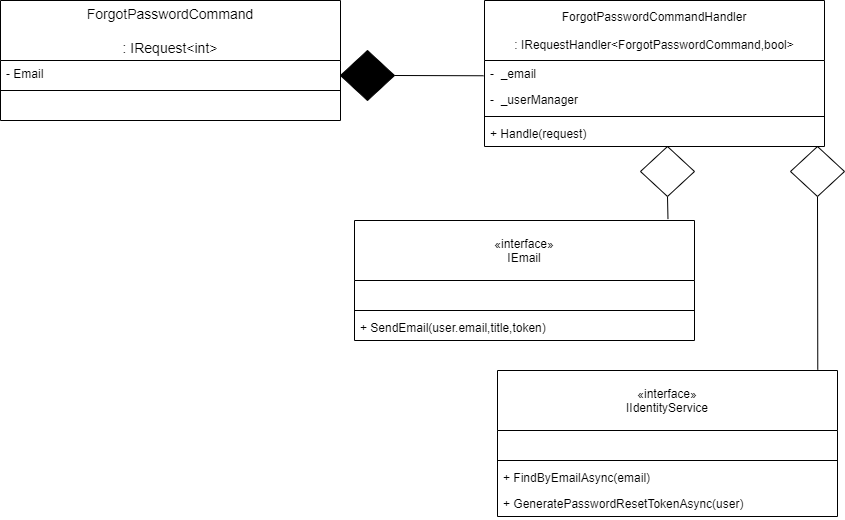 ForgotPasswordCommand
: IRequest<int>
- Email
ForgotPasswordCommandHandler
: IRequestHandler<ForgotPasswordCommand,bool>
- _email
- _userManager
+ Handle(request)
«interface»
IEmail
+ SendEmail(user.email,title,token)
«interface»
IIdentityService
+ FindByEmailAsync(email)
+ GeneratePasswordResetTokenAsync(user)